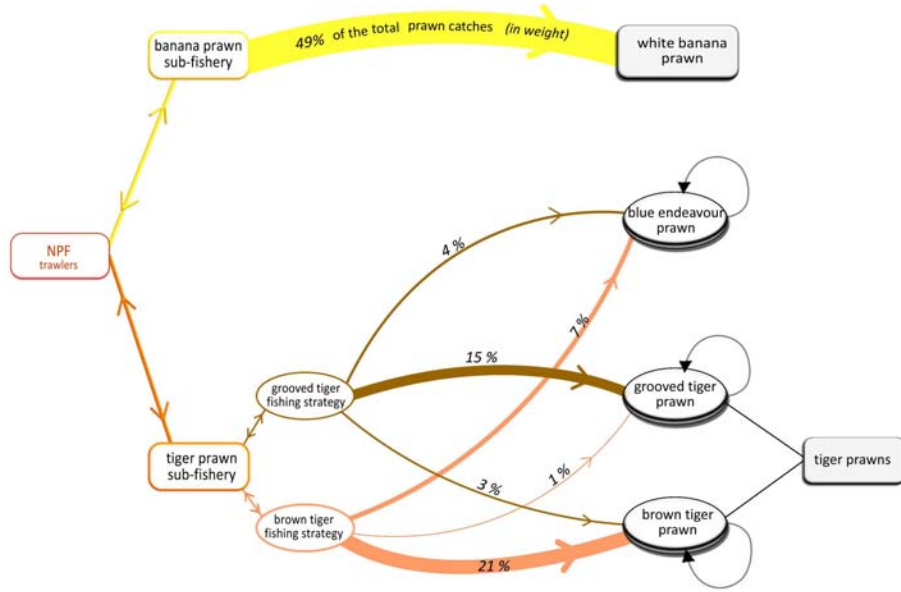 banana prawn
sub-fishery
49% of the total prawn catches (in weight)
white banana
prawn
NPF
trawlers
blue endeavour
prawn
4 %
7 %
15 %
grooved tiger
fishing strategy
grooved tiger
prawn
tiger prawn
sub-fishery
tiger prawns
3 %
1 %
brown tiger
fishing strategy
brown tiger
prawn
21 %